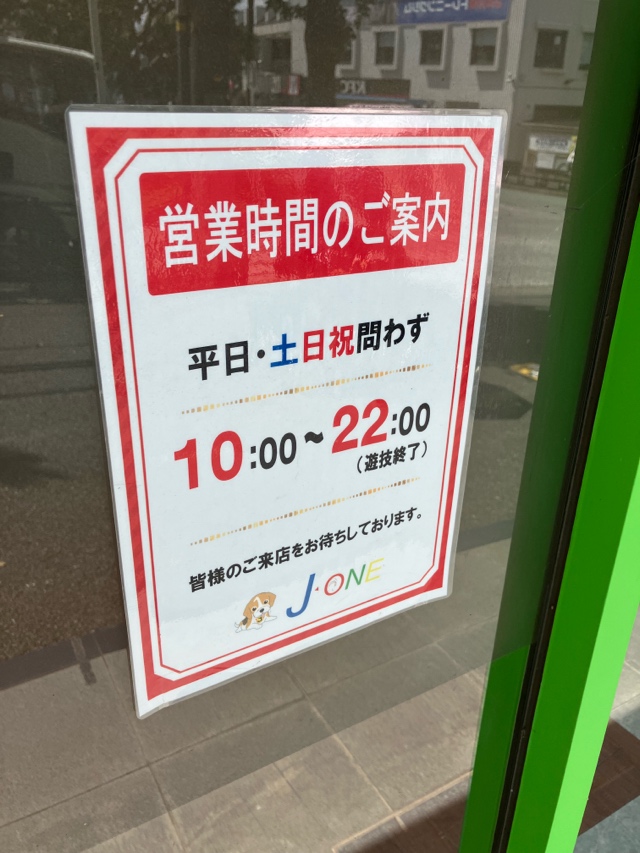 営業時間のご案内
平日・土日祝問わず
10:00~22:00
(遊技終了)
皆様のご来店をお待ちしております。
J・ONE
KFC